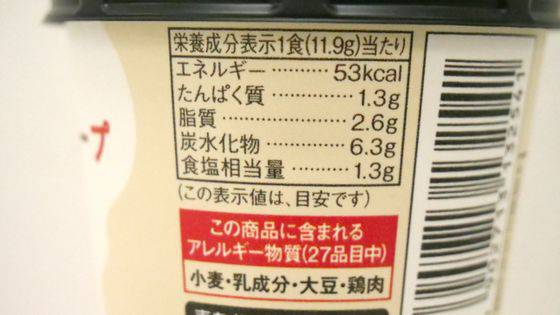 栄養成分表示1食(11.9g)当たり
エネルギー………… 53kcal
たんぱく質 …………… 1.3g
脂質…………………… 2.6g
炭水化物 ……………… 6.3g
食塩相当量 ………… 1.3g
(この表示値は、目安です)
この商品に含まれる
アレルギー物質(27品目中)
小麦・乳成分・大豆・鶏肉